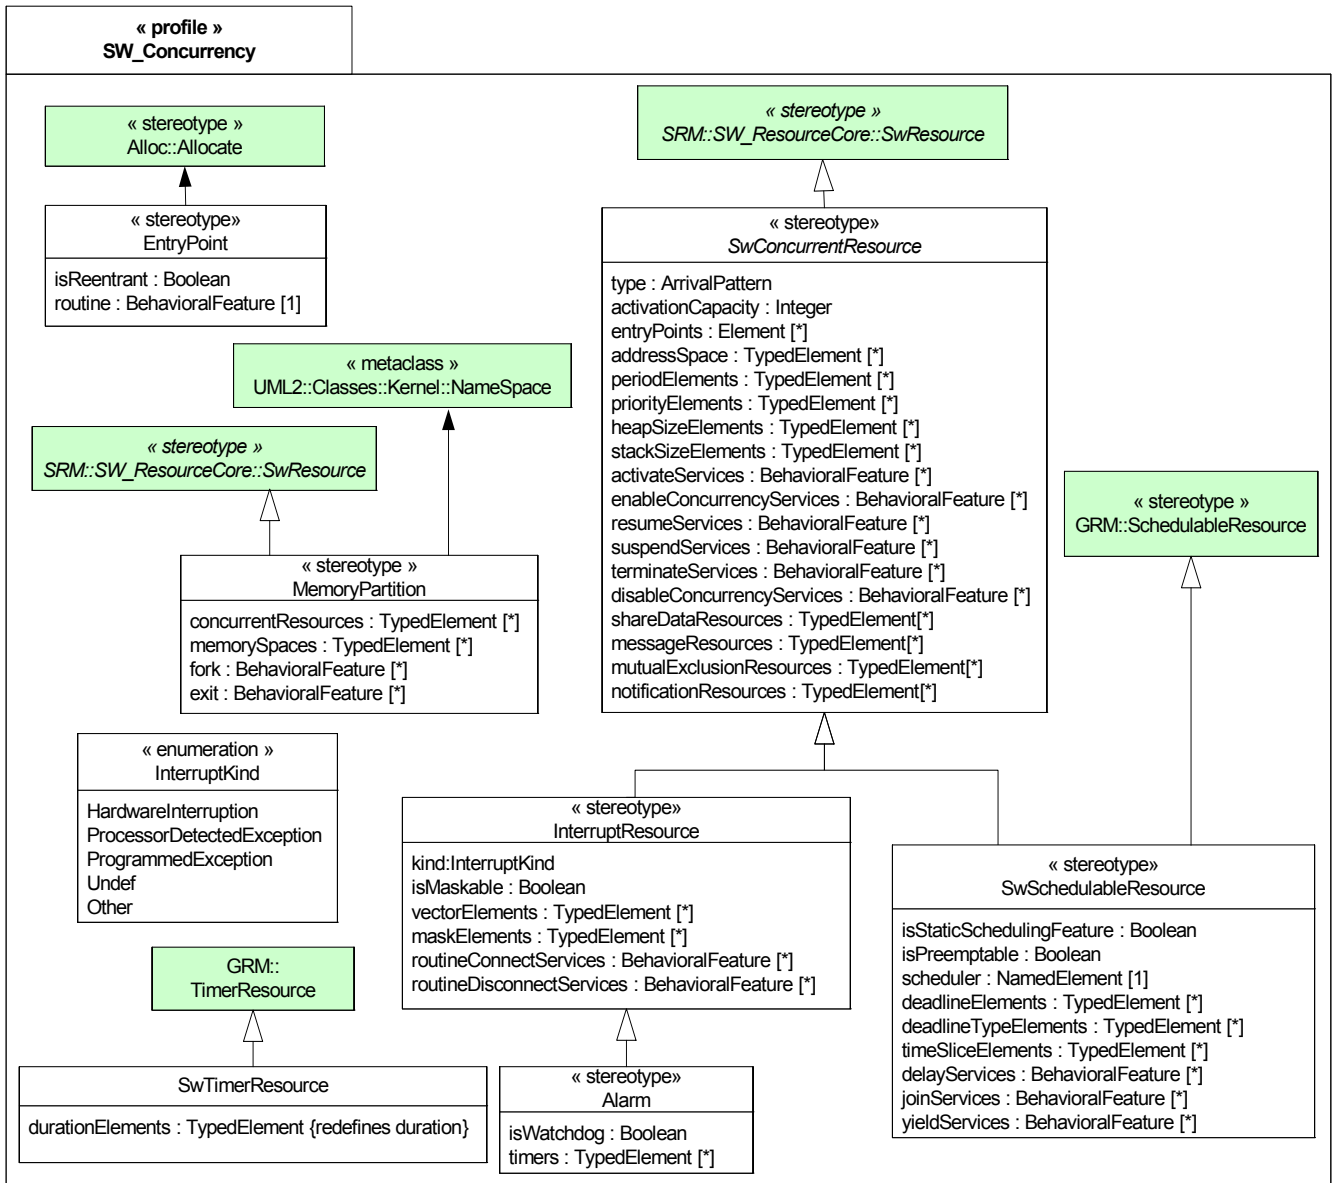 « profile »
SW_Concurrency
« stereotype »
Alloc::Allocate
« stereotype»
EntryPoint
isReentrant : Boolean
routine : BehavioralFeature [1]
« metaclass »
UML2::Classes::Kernel::NameSpace
« stereotype »
SRM::SW_ResourceCore::SwResource
« stereotype »
MemoryPartition
concurrentResources : TypedElement [*]
memorySpaces : TypedElement [*]
fork : BehavioralFeature [*]
exit : BehavioralFeature [*]
« enumeration »
InterruptKind
HardwareInterruption
ProcessorDetectedException
ProgrammedException
Undef
Other
GRM::
TimerResource
SwTimerResource
durationElements : TypedElement {redefines duration}
« stereotype »
SRM::SW_ResourceCore::SwResource
« stereotype»
SwConcurrentResource
type : ArrivalPattern
activationCapacity : Integer
entryPoints : Element [*]
addressSpace : TypedElement [*]
periodElements : TypedElement [*]
priorityElements : TypedElement [*]
heapSizeElements : TypedElement [*]
stackSizeElements : TypedElement [*]
activateServices : BehavioralFeature [*]
enableConcurrencyServices : BehavioralFeature [*]
resumeServices : BehavioralFeature [*]
suspendServices : BehavioralFeature [*]
terminateServices : BehavioralFeature [*]
disableConcurrencyServices : BehavioralFeature [*]
shareDataResources : TypedElement[*]
messageResources : TypedElement[*]
mutualExclusionResources : TypedElement[*]
notificationResources : TypedElement[*]
« stereotype»
InterruptResource
kind:InterruptKind
isMaskable : Boolean
vectorElements : TypedElement [*]
maskElements : TypedElement [*]
routineConnectServices : BehavioralFeature [*]
routineDisconnectServices : BehavioralFeature [*]
« stereotype»
Alarm
isWatchdog : Boolean
timers : TypedElement [*]
« stereotype »
GRM::SchedulableResource
« stereotype»
SwSchedulableResource
isStaticSchedulingFeature : Boolean
isPreemptable : Boolean
scheduler : NamedElement [1]
deadlineElements : TypedElement [*]
deadlineTypeElements : TypedElement [*]
timeSliceElements : TypedElement [*]
delayServices : BehavioralFeature [*]
joinServices : BehavioralFeature [*]
yieldServices : BehavioralFeature [*]